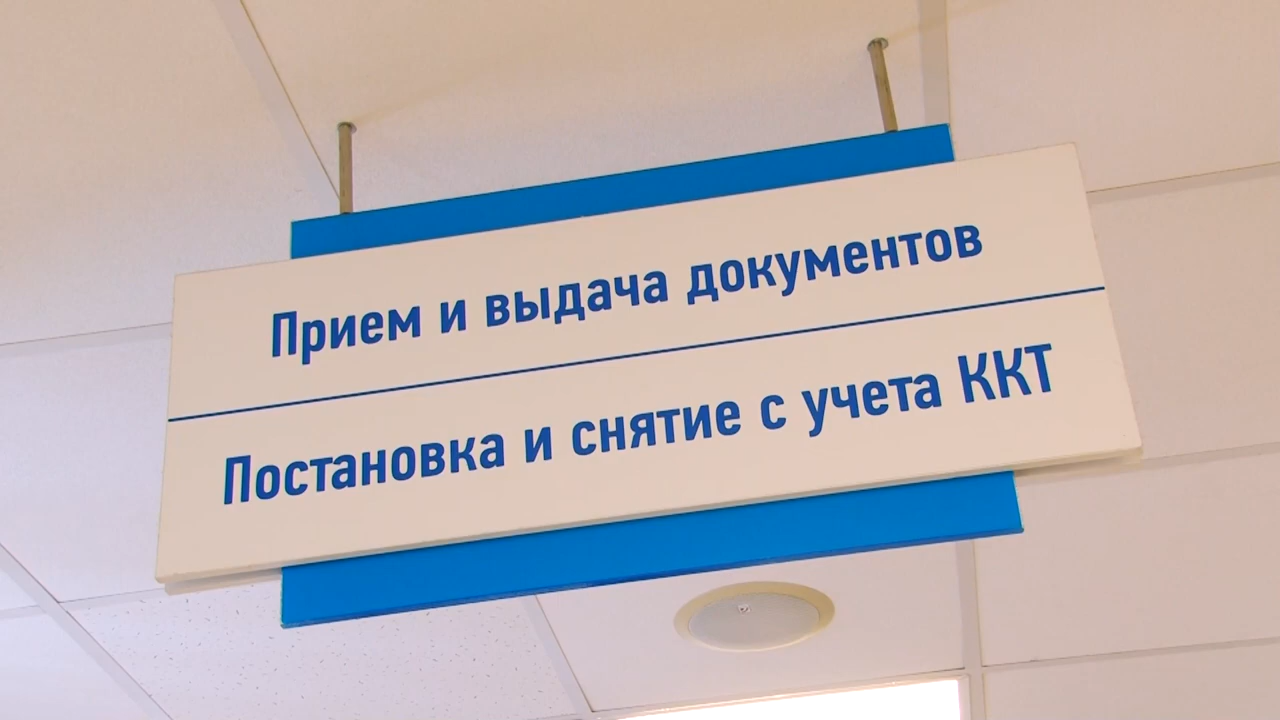 Прием и выдача документов
Постановка и снятие с учета ККТ